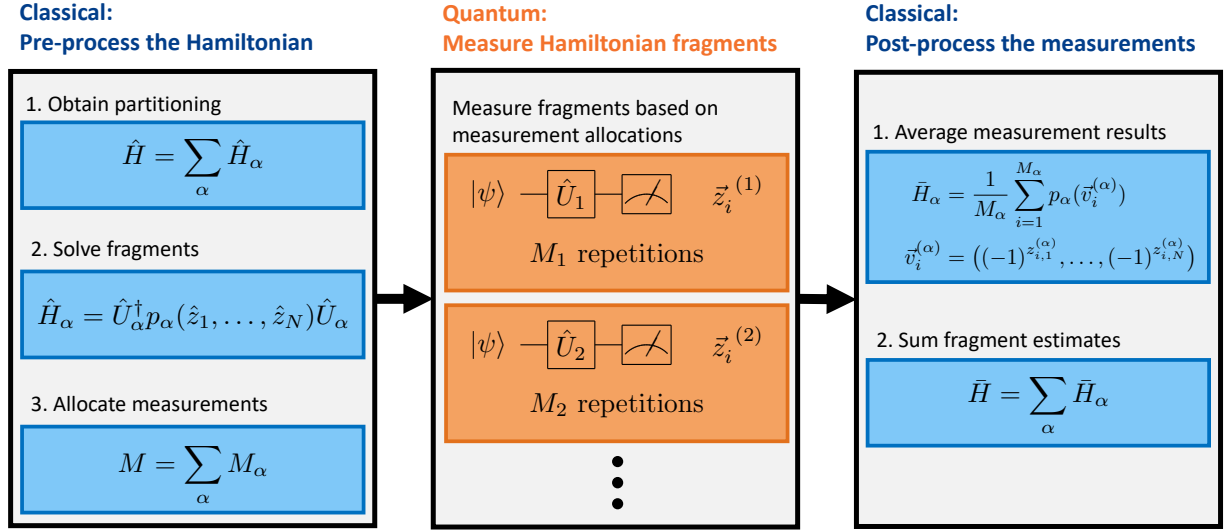 Classical:
Pre-process the Hamiltonian
1. Obtain partitioning
Ĥ = ∑_α Ĥ_α
2. Solve fragments
Ĥ_α = Û_α^† p_α(ẑ_1, . . . , ẑ_N)Û_α
3. Allocate measurements
M = ∑_α M_α
Quantum:
Measure Hamiltonian fragments
Measure fragments based on
measurement allocations
|ψ⟩ Û_1 z⃗_i^(1)
M_1 repetitions
|ψ⟩ Û_2 z⃗_i^(2)
M_2 repetitions
Classical:
Post-process the measurements
1. Average measurement results
H̄_α = 1/M_α ∑_{i=1}^{M_α} p_α(v⃗_i^(α))
v⃗_i^(α) = ((-1)^{z_{i,1}^(α)}, . . . , (-1)^{z_{i,N}^(α)})
2. Sum fragment estimates
H̄ = ∑_α H̄_α